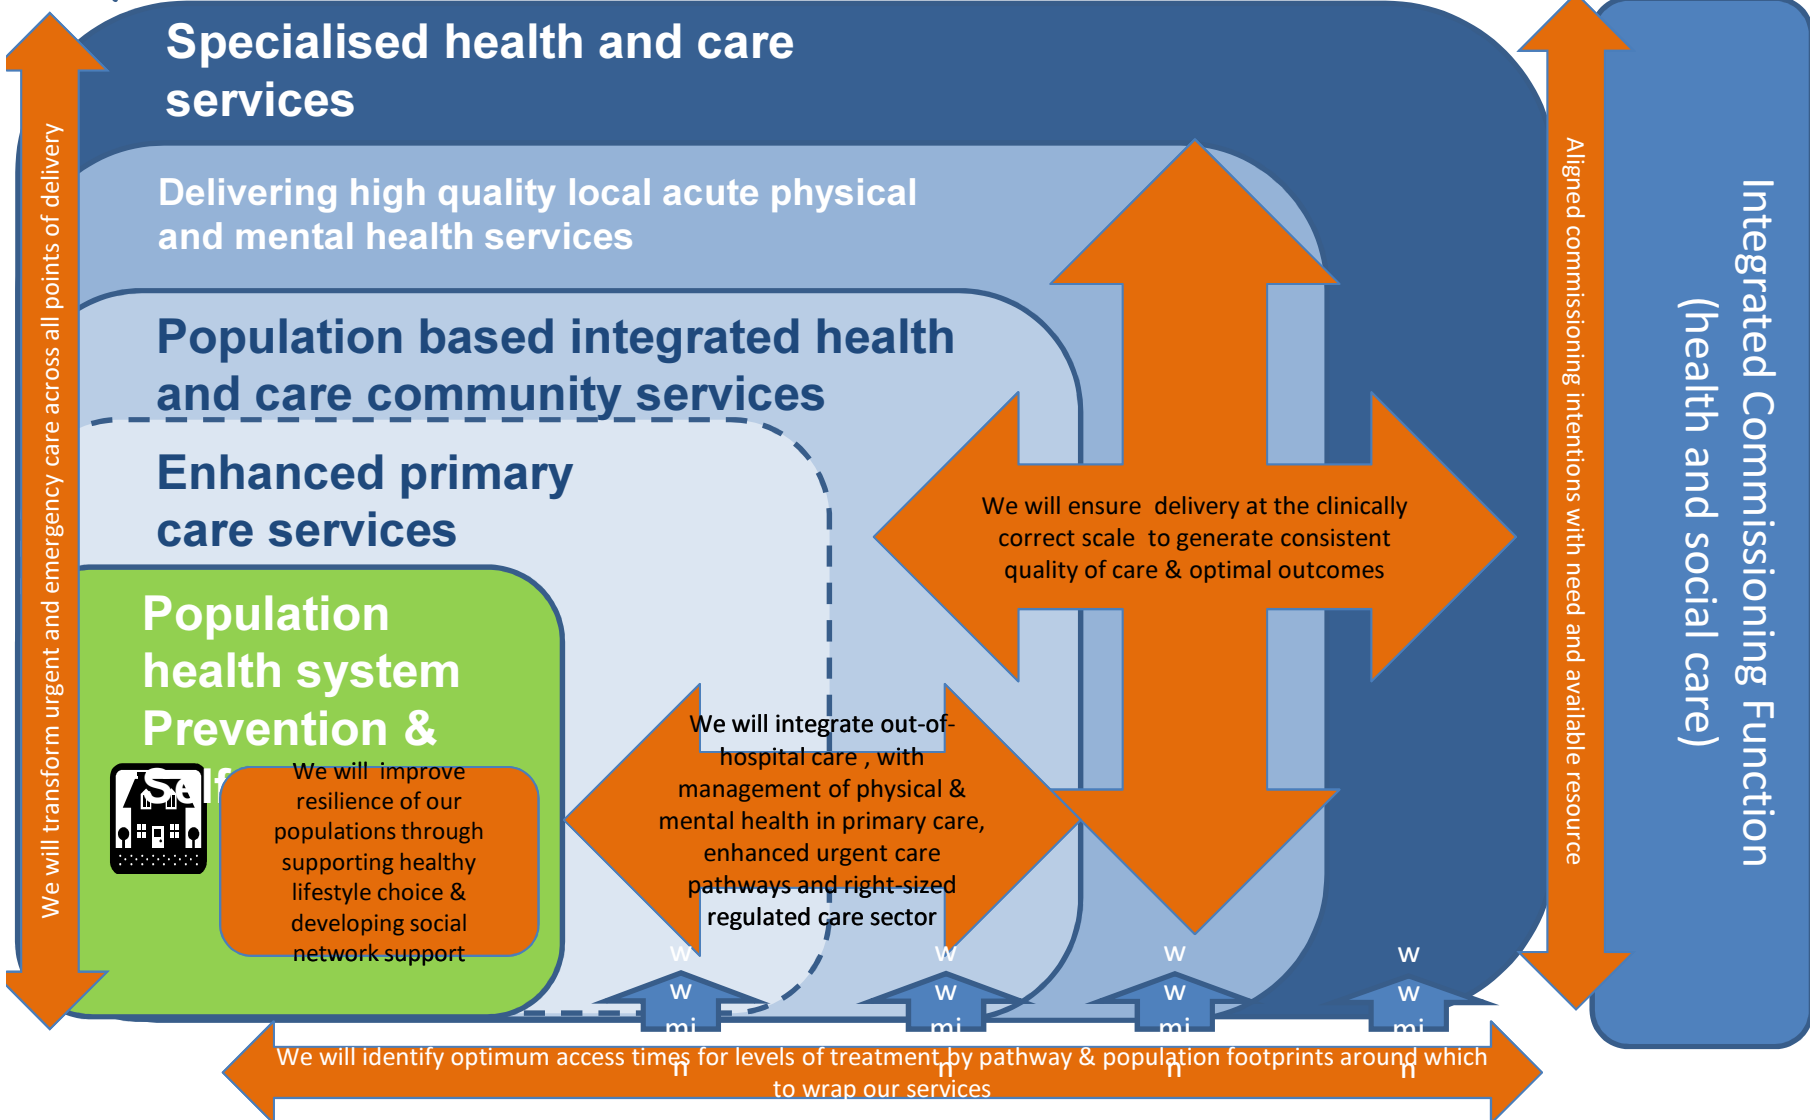 Specialised health and care
services
Delivering high quality local acute physical
and mental health services
Population based integrated health
and care community services
Enhanced primary
care services
Population
health system
Prevention &
Self
We will improve
resilience of our
populations through
supporting healthy
lifestyle choice &
developing social
network support
We will integrate out-of-
hospital care , with
management of physical &
mental health in primary care,
enhanced urgent care
pathways and right-sized
regulated care sector
We will ensure delivery at the clinically
correct scale to generate consistent
quality of care & optimal outcomes
We will transform urgent and emergency care across all points of delivery
Aligned commissioning intentions with need and available resource
Integrated Commissioning Function
(health and social care)
w
w
mi
n
w
w
mi
n
w
w
mi
n
w
w
mi
n
We will identify optimum access times for levels of treatment by pathway & population footprints around which
to wrap our services